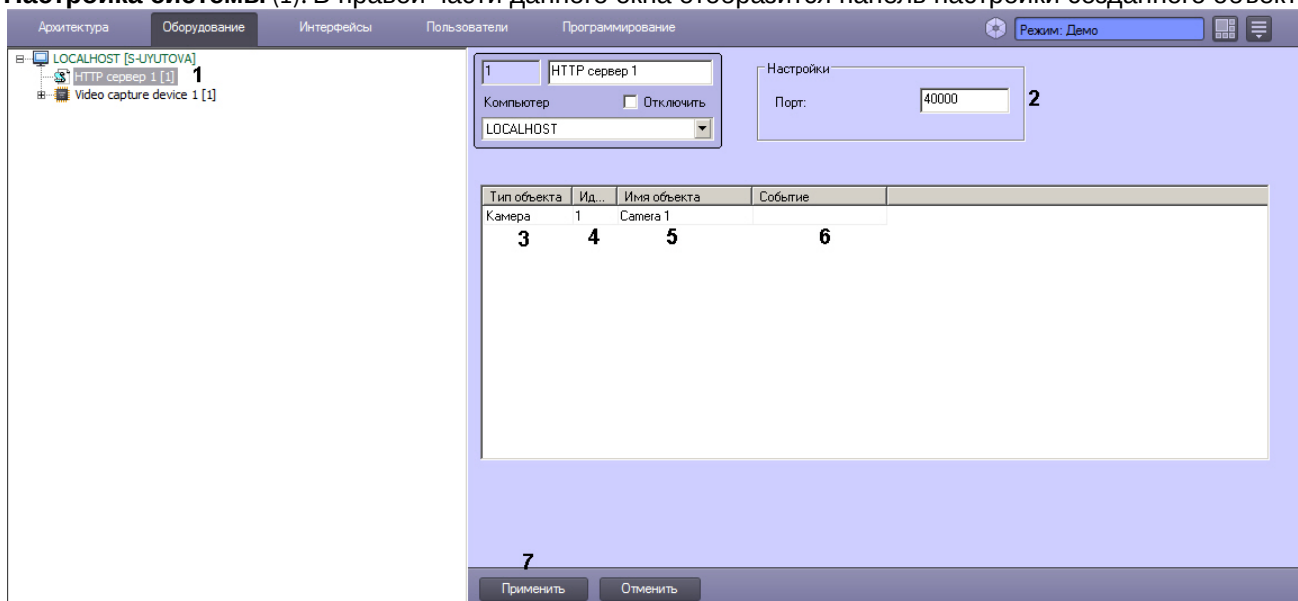 Настройка системы (1). В правой части данного окна отобразится панель настройки созданного объект
Архитектура Оборудование Интерфейсы Пользователи Программирование Режим: Демо
LOCALHOST [S-UYUTOVA]
HTTP сервер 1 [1] 1
Video capture device 1 [1]
1 HTTP сервер 1
Компьютер Отключить
LOCALHOST
Настройки
Порт: 40000 2
Тип объекта Ид... Имя объекта Событие
Камера 1 Camera 1
3 4 5 6
7
Применить Отменить